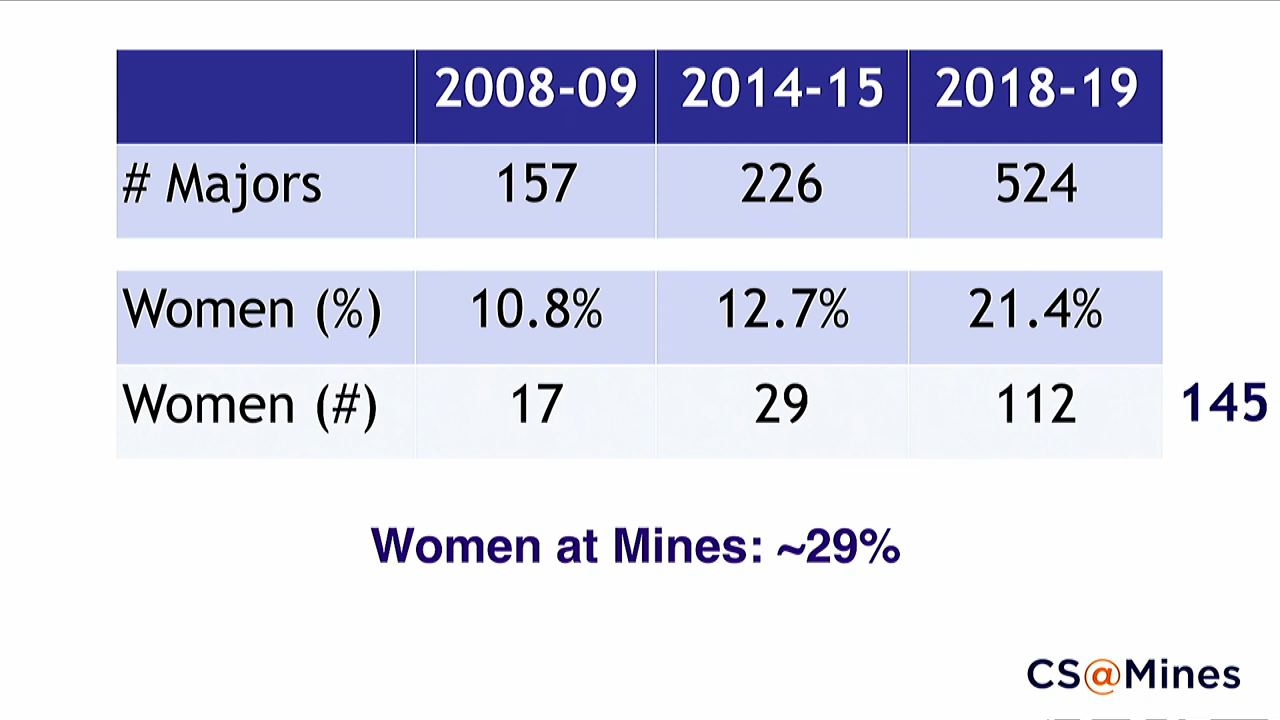 2008-09 2014-15 2018-19
# Majors 157 226 524
Women (%) 10.8% 12.7% 21.4%
Women (#) 17 29 112 145
Women at Mines: ~29%
CS@Mines